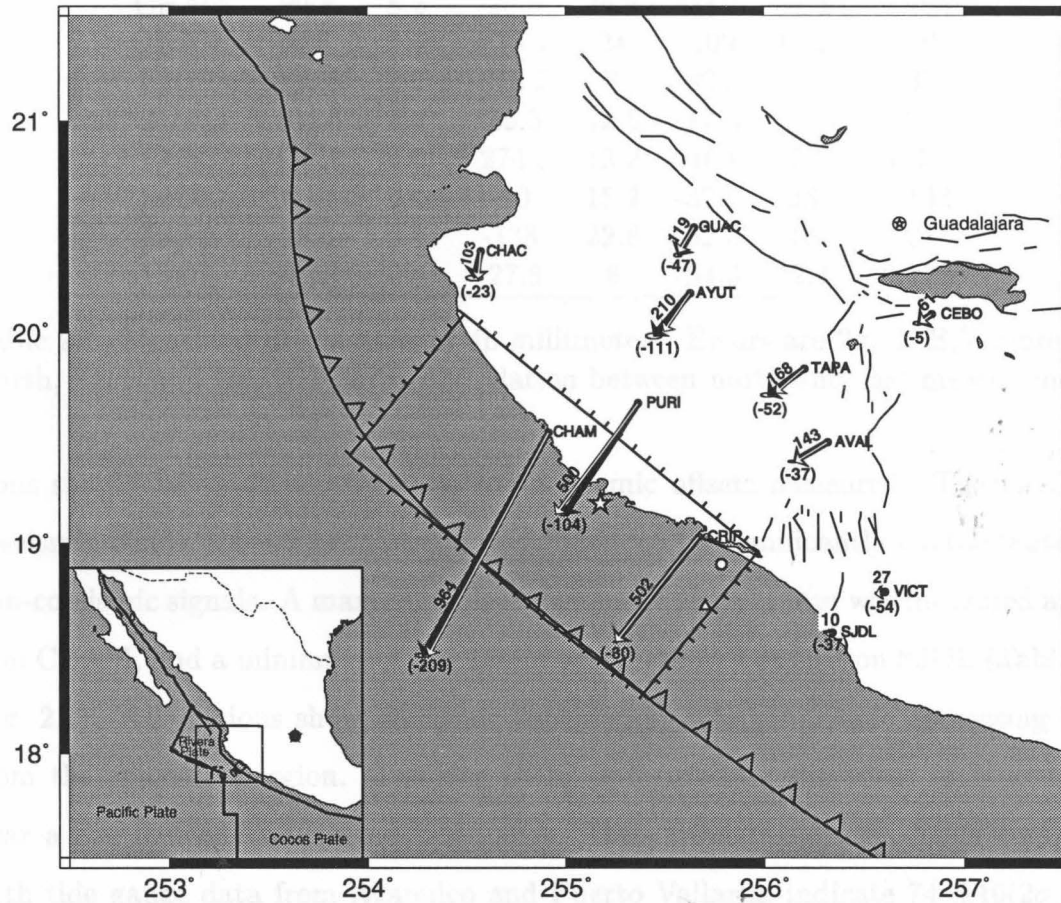 21°
20°
19°
18°
253°
254°
255°
256°
257°
Guadalajara
GUAC
119
(-47)
CHAC
103
(-23)
AYUT
210
(-111)
CEBO
(-5)
TAPA
168
(-52)
PURI
500
(-104)
CHAM
964
(-209)
AVAL
143
(-37)
CRIP
502
(-80)
27
VICT
(-54)
10
SJDL
(-37)
Rivera
Plate
Pacific Plate
Cocos Plate